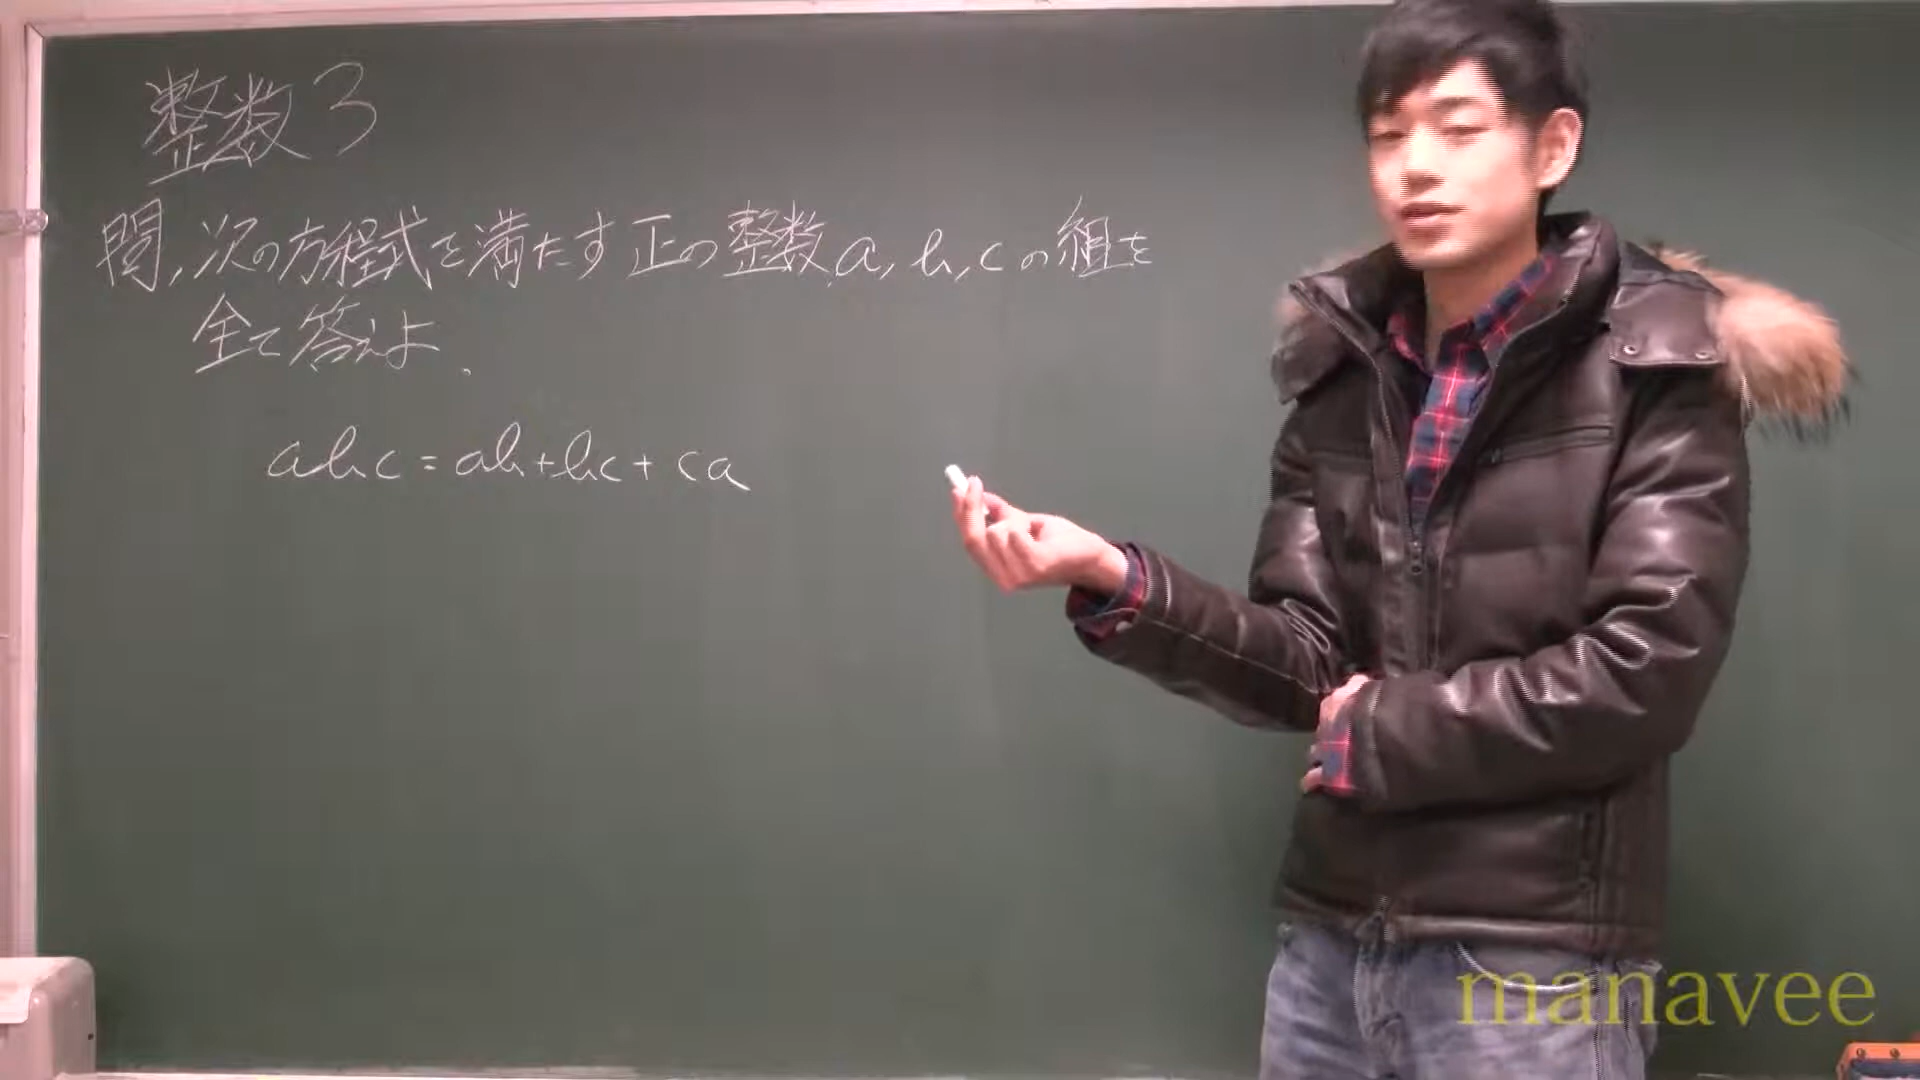 整数3
問,次の方程式を満たす正の整数a,b,cの組を
全て答えよ.
abc=ab+bc+ca
manavee